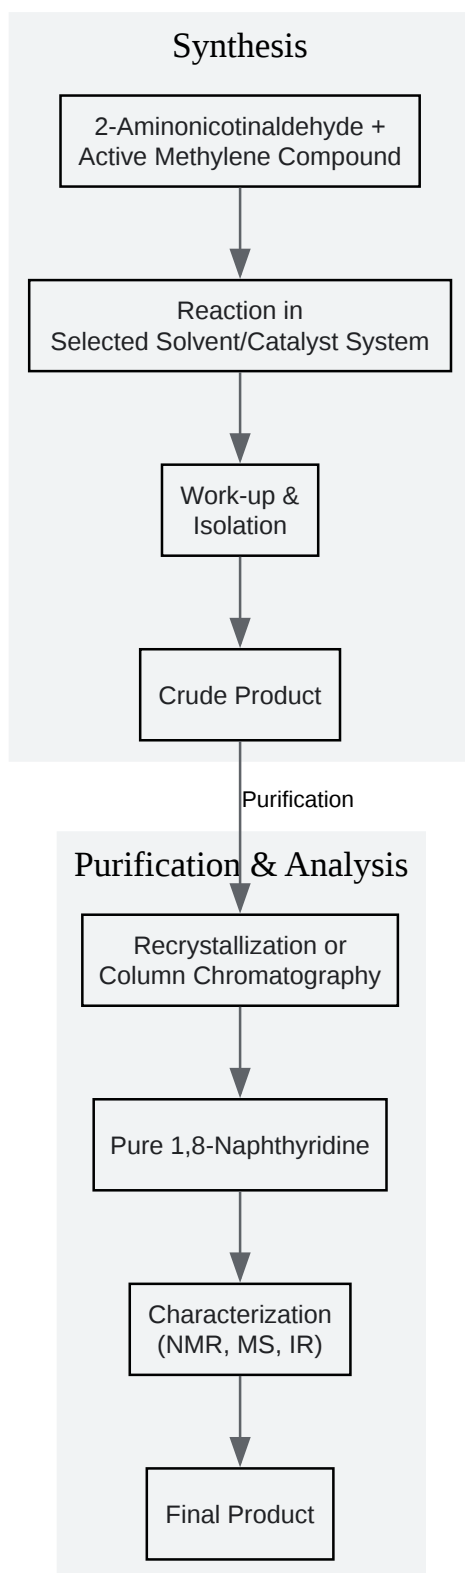 Synthesis
2-Aminonicotinaldehyde +
Active Methylene Compound
Reaction in
Selected Solvent/Catalyst System
Work-up &
Isolation
Crude Product
Purification
Purification & Analysis
Recrystallization or
Column Chromatography
Pure 1,8-Naphthyridine
Characterization
(NMR, MS, IR)
Final Product